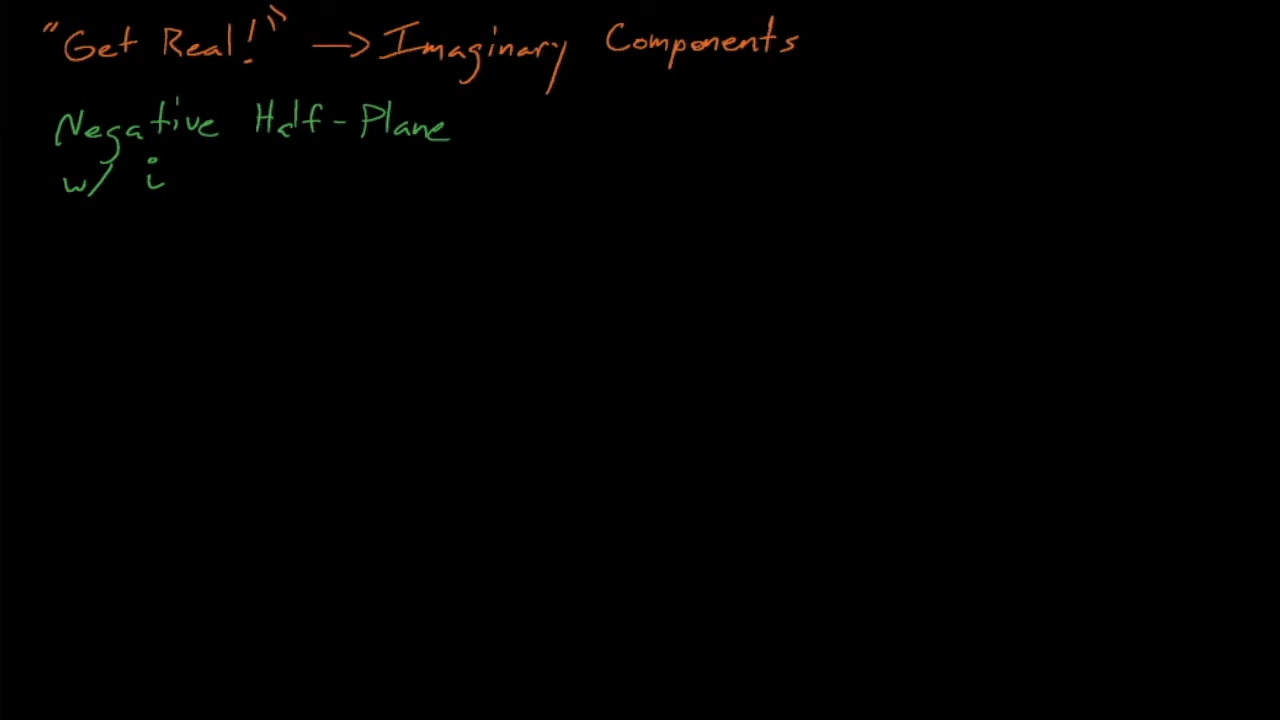 "Get Real!" → Imaginary Components
Negative Half-Plane
w/ i